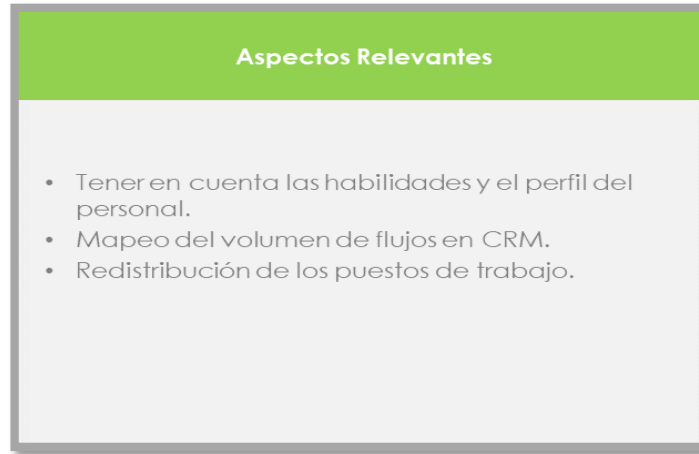 Aspectos Relevantes
• Tener en cuenta las habilidades y el perfil del
personal.
• Mapeo del volumen de flujos en CRM.
• Redistribución de los puestos de trabajo.